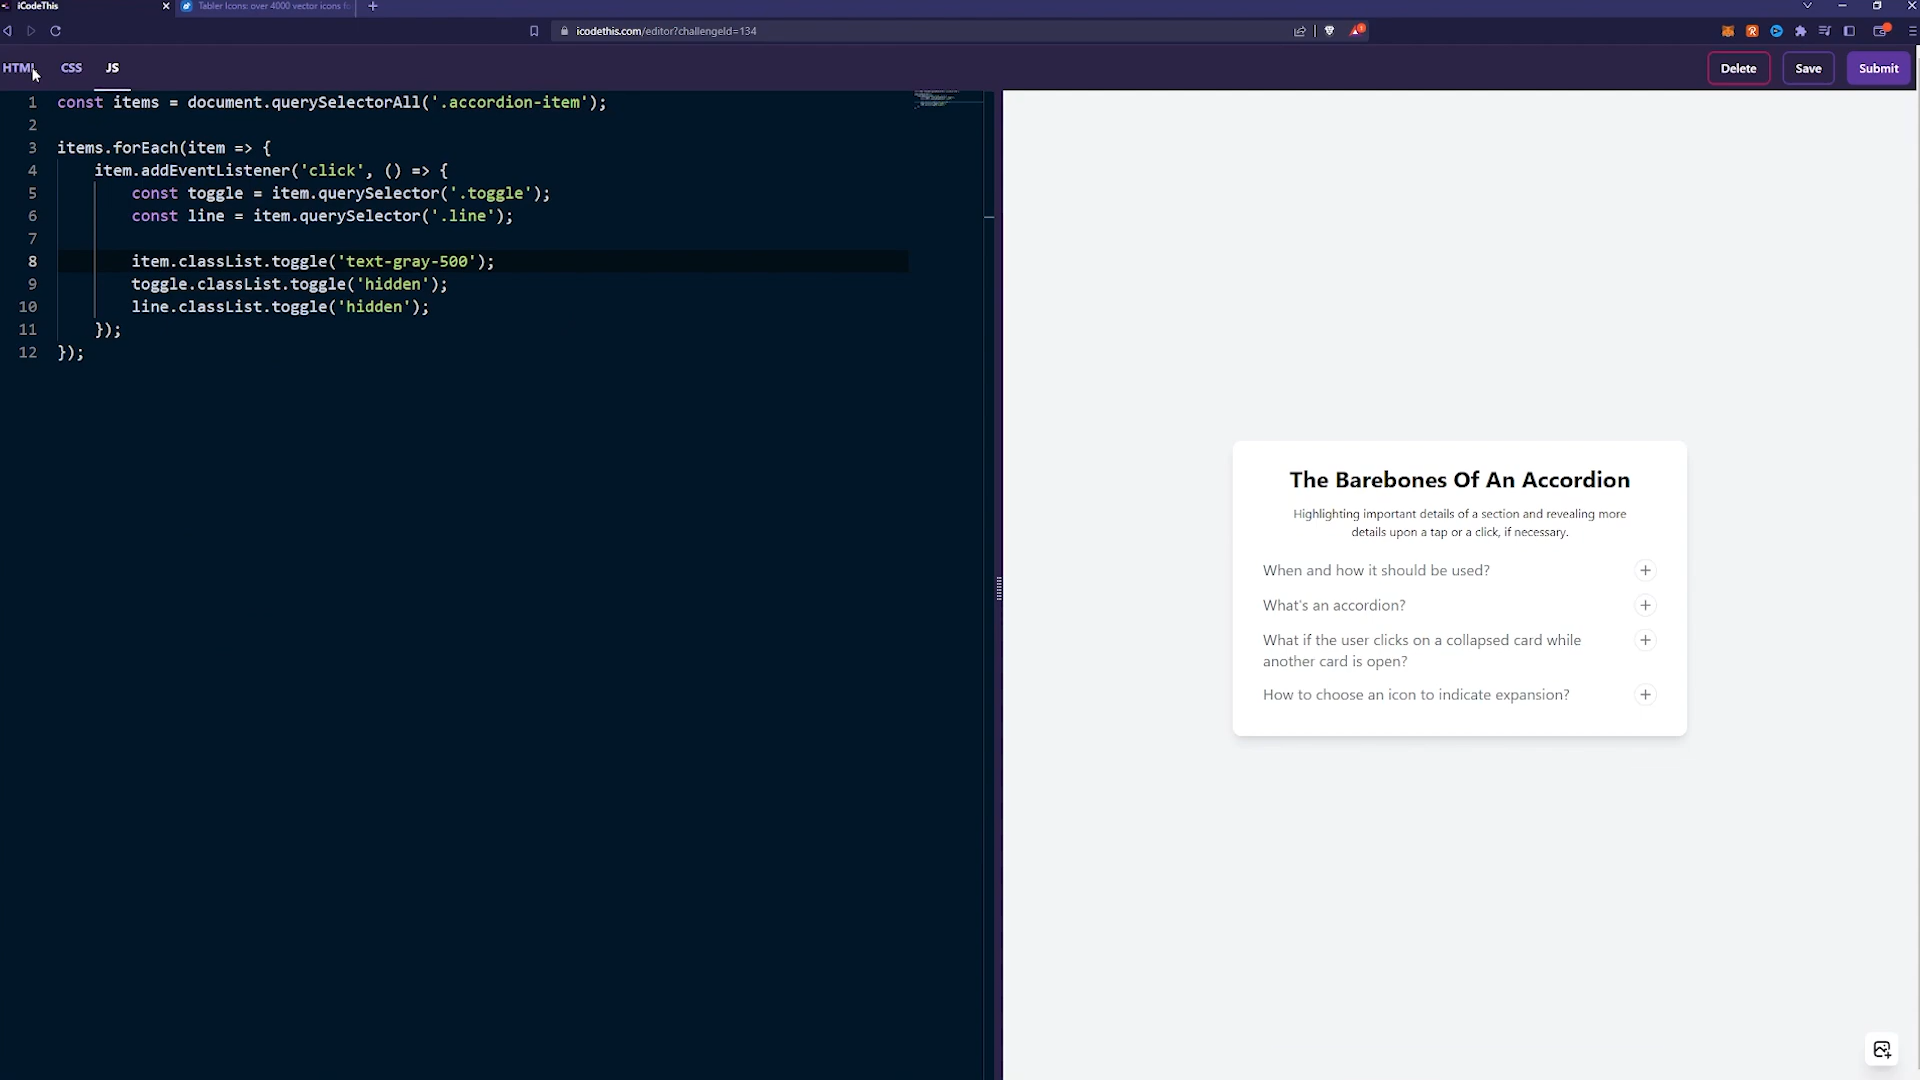 iCodeThis
Tabler Icons: over 4000 vector icons fo
icodethis.com/editor?challengeId=134
HTML
CSS
JS
Delete
Save
Submit
1 const items = document.querySelectorAll('.accordion-item');
2
3 items.forEach(item => {
4 item.addEventListener('click', () => {
5 const toggle = item.querySelector('.toggle');
6 const line = item.querySelector('.line');
7
8 item.classList.toggle('text-gray-500');
9 toggle.classList.toggle('hidden');
10 line.classList.toggle('hidden');
11 });
12 });
The Barebones Of An Accordion
Highlighting important details of a section and revealing more
details upon a tap or a click, if necessary.
When and how it should be used?
What's an accordion?
What if the user clicks on a collapsed card while
another card is open?
How to choose an icon to indicate expansion?